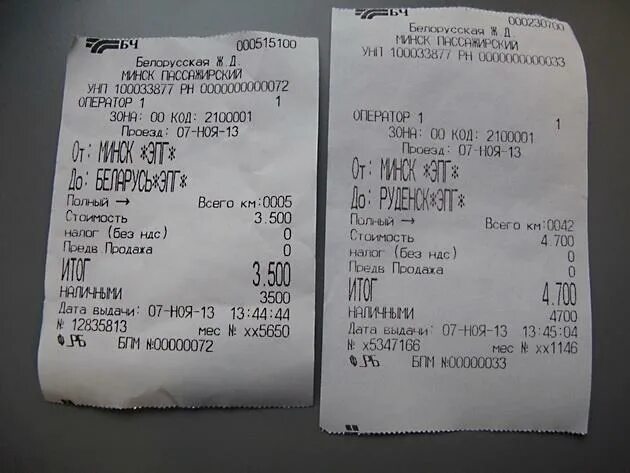 БЧ 000515100
Белорусская Ж.Д.
МИНСК ПАССАЖИРСКИЙ
УНП 100033877 РН 0000000000072
ОПЕРАТОР 1 1
ЗОНА: 00 КОД: 2100001
Проезд: 07-НОЯ-13
От: МИНСК *ЭПГ*
До: БЕЛАРУСЬ*ЭПГ*
Полный → Всего км:0005
Стоимость 3.500
налог (без ндс) 0
Предв Продажа 0
ИТОГ 3.500
НАЛИЧНЫМИ 3500
Дата выдачи: 07-НОЯ-13 13:44:44
№ 12835813 мес № xx5650
БПМ №00000072
БЧ 000230700
Белорусская Ж.Д.
МИНСК ПАССАЖИРСКИЙ
УНП 100033877 РН 0000000000033
ОПЕРАТОР 1 1
ЗОНА: 00 КОД: 2100001
Проезд: 07-НОЯ-13
От: МИНСК *ЭПГ*
До: РУДЕНСК*ЭПГ*
Полный → Всего км:0042
Стоимость 4.700
налог (без ндс) 0
Предв Продажа 0
ИТОГ 4.700
НАЛИЧНЫМИ 4700
Дата выдачи: 07-НОЯ-13 13:45:04
№ x5347166 мес № xx1146
БПМ №00000033